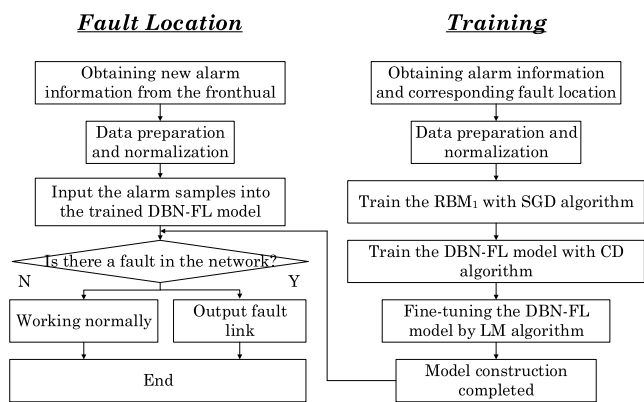 Fault Location
Obtaining new alarm
information from the fronthual
Data preparation
and normalization
Input the alarm samples into
the trained DBN-FL model
Is there a fault in the network?
N
Y
Working normally
Output fault
link
End
Training
Obtaining alarm information
and corresponding fault location
Data preparation and
normalization
Train the RBM₁ with SGD algorithm
Train the DBN-FL model with CD
algorithm
Fine-tuning the DBN-FL
model by LM algorithm
Model construction
completed